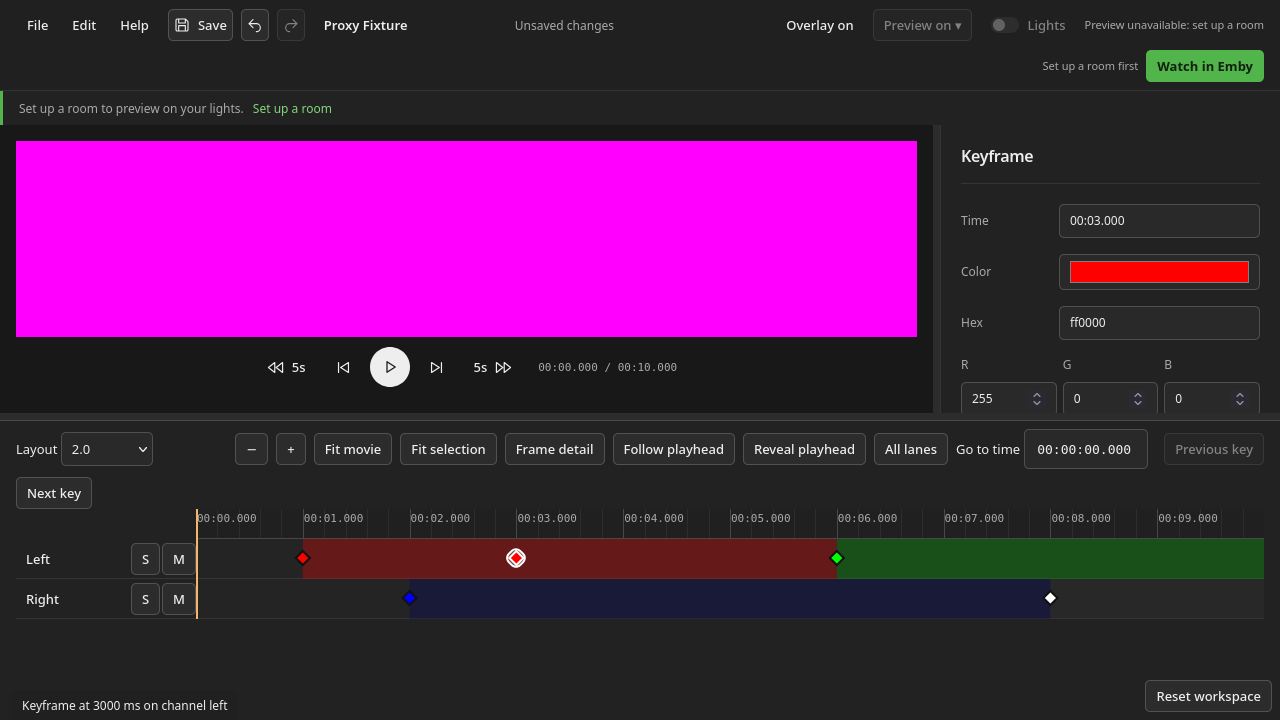 File Edit Help Save Proxy Fixture Unsaved changes Overlay on Preview on ▾ Lights Preview unavailable: set up a room
Set up a room first Watch in Emby
Set up a room to preview on your lights. Set up a room
Keyframe
Time 00:03.000
Color
Hex ff0000
R G B
255 0 0
5s 5s 00:00.000 / 00:10.000
Layout 2.0 − + Fit movie Fit selection Frame detail Follow playhead Reveal playhead All lanes Go to time 00:00:00.000 Previous key
Next key
00:00.000 00:01.000 00:02.000 00:03.000 00:04.000 00:05.000 00:06.000 00:07.000 00:08.000 00:09.000
Left S M
Right S M
Keyframe at 3000 ms on channel left
Reset workspace